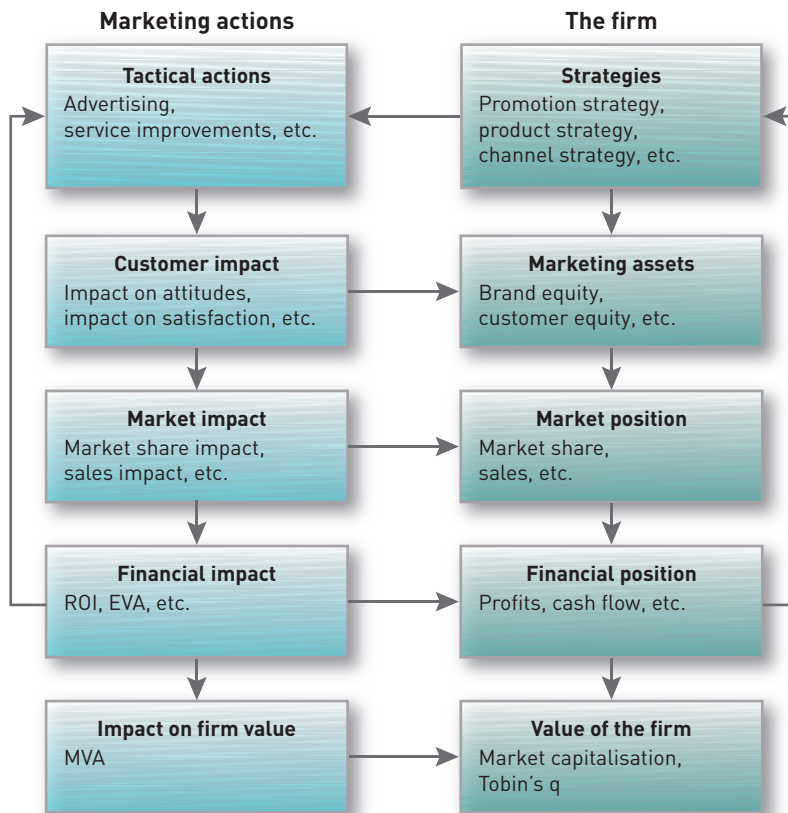 Marketing actions
The firm
Tactical actions
Advertising,
service improvements, etc.
Strategies
Promotion strategy,
product strategy,
channel strategy, etc.
Customer impact
Impact on attitudes,
impact on satisfaction, etc.
Marketing assets
Brand equity,
customer equity, etc.
Market impact
Market share impact,
sales impact, etc.
Market position
Market share,
sales, etc.
Financial impact
ROI, EVA, etc.
Financial position
Profits, cash flow, etc.
Impact on firm value
MVA
Value of the firm
Market capitalisation,
Tobin’s q